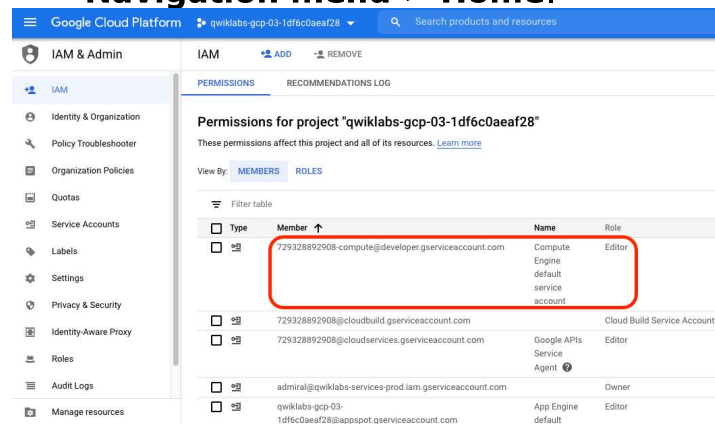 Navigation menu > Home.
Google Cloud Platform qwiklabs-gcp-03-1df6c0aeaf28 Search products and resources
IAM & Admin
IAM ADD REMOVE
IAM
Identity & Organization
Policy Troubleshooter
Organization Policies
Quotas
Service Accounts
Labels
Settings
Privacy & Security
Identity-Aware Proxy
Roles
Audit Logs
Manage resources
PERMISSIONS RECOMMENDATIONS LOG
Permissions for project "qwiklabs-gcp-03-1df6c0aeaf28"
These permissions affect this project and all of its resources. Learn more
View By: MEMBERS ROLES
Filter table
Type Member Name Role
729328892908-compute@developer.gserviceaccount.com Compute Editor
Engine
default
service
account
729328892908@cloudbuild.gserviceaccount.com Cloud Build Service Account
729328892908@cloudservices.gserviceaccount.com Google APIs Editor
Service
Agent
admiral@qwiklabs-services-prod.iam.gserviceaccount.com Owner
qwiklabs-gcp-03- App Engine Editor
1df6c0aeaf28@appspot.gserviceaccount.com default